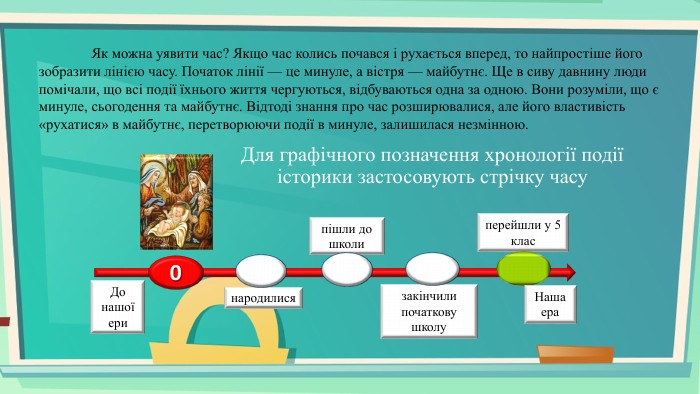 Як можна уявити час? Якщо час колись почався і рухається вперед, то найпростіше його
зобразити лінією часу. Початок лінії — це минуле, а вістря — майбутнє. Ще в сиву давнину люди
помічали, що всі події їхнього життя чергуються, відбуваються одна за одною. Вони розуміли, що є
минуле, сьогодення та майбутнє. Відтоді знання про час розширювалися, але його властивість
«рухатися» в майбутнє, перетворюючи події в минуле, залишилася незмінною.
Для графічного позначення хронології події
історики застосовують стрічку часу
пішли до
школи
перейшли у 5
клас
0
До
нашої
ери
народилися
закінчили
початкову
школу
Наша
ера